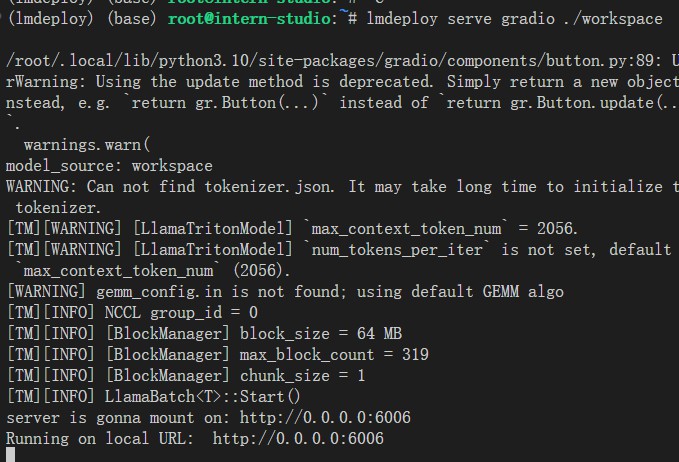 (lmdeploy) (base) root@intern-studio:~# lmdeploy serve gradio ./workspace
/root/.local/lib/python3.10/site-packages/gradio/components/button.py:89: U
rWarning: Using the update method is deprecated. Simply return a new object
nstead, e.g. `return gr.Button(...)` instead of `return gr.Button.update(..
`.
warnings.warn(
model_source: workspace
WARNING: Can not find tokenizer.json. It may take long time to initialize t
tokenizer.
[TM][WARNING] [LlamaTritonModel] `max_context_token_num` = 2056.
[TM][WARNING] [LlamaTritonModel] `num_tokens_per_iter` is not set, default
`max_context_token_num` (2056).
[WARNING] gemm_config.in is not found; using default GEMM algo
[TM][INFO] NCCL group_id = 0
[TM][INFO] [BlockManager] block_size = 64 MB
[TM][INFO] [BlockManager] max_block_count = 319
[TM][INFO] [BlockManager] chunk_size = 1
[TM][INFO] LlamaBatch<T>::Start()
server is gonna mount on: http://0.0.0.0:6006
Running on local URL:  http://0.0.0.0:6006